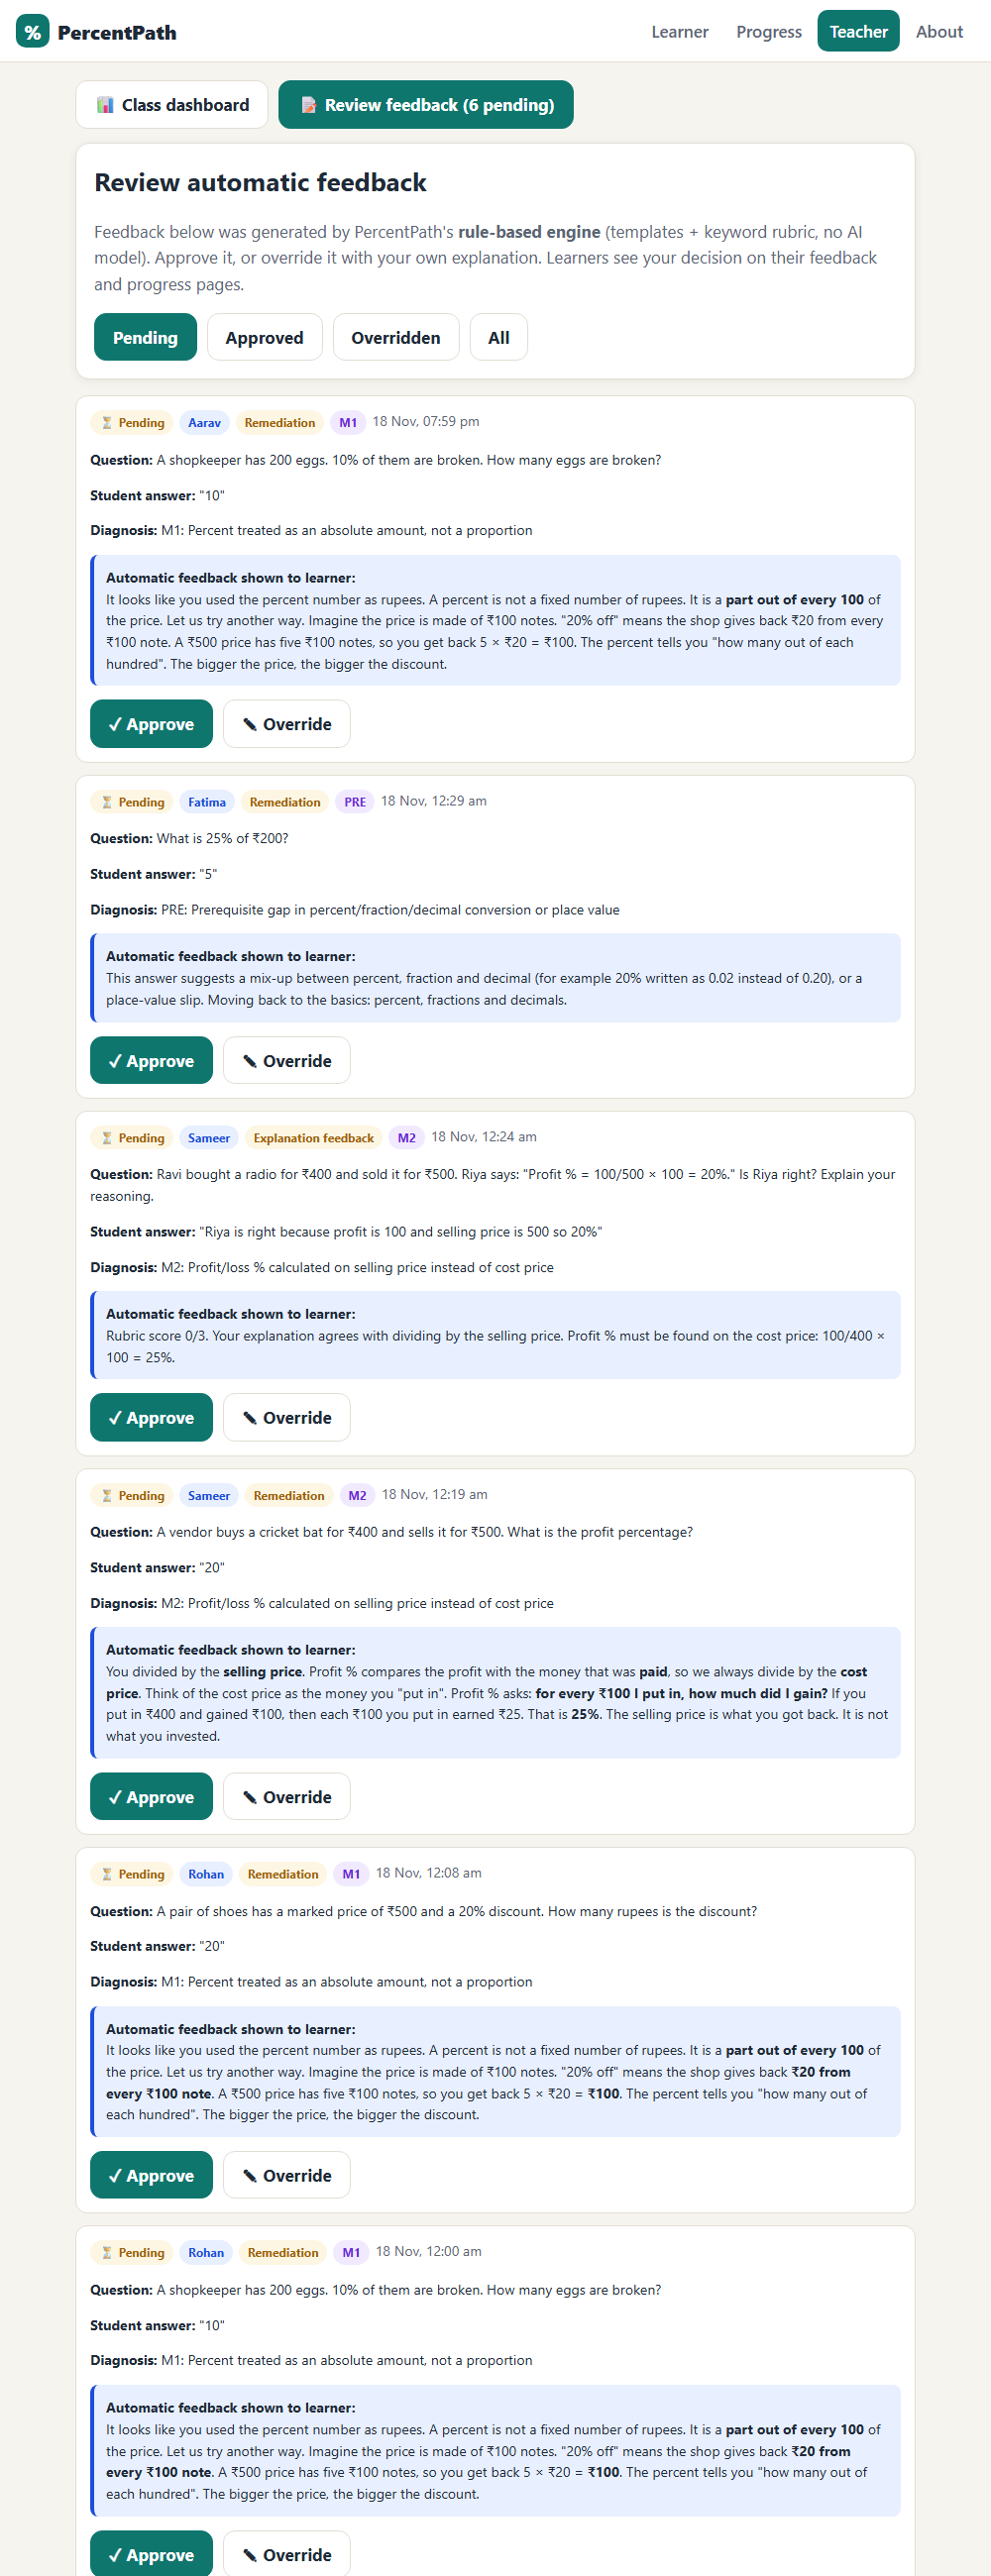 % PercentPath
Learner Progress Teacher About
📊 Class dashboard
📝 Review feedback (6 pending)
Review automatic feedback
Feedback below was generated by PercentPath's rule-based engine (templates + keyword rubric, no AI
model). Approve it, or override it with your own explanation. Learners see your decision on their feedback
and progress pages.
Pending Approved Overridden All
⏳ Pending Aarav Remediation M1 18 Nov, 07:59 pm
Question: A shopkeeper has 200 eggs. 10% of them are broken. How many eggs are broken?
Student answer: "10"
Diagnosis: M1: Percent treated as an absolute amount, not a proportion
Automatic feedback shown to learner:
It looks like you used the percent number as rupees. A percent is not a fixed number of rupees. It is a part out of every 100 of
the price. Let us try another way. Imagine the price is made of ₹100 notes. "20% off" means the shop gives back ₹20 from every
₹100 note. A ₹500 price has five ₹100 notes, so you get back 5 × ₹20 = ₹100. The percent tells you "how many out of each
hundred". The bigger the price, the bigger the discount.
✓ Approve ✎ Override
⏳ Pending Fatima Remediation PRE 18 Nov, 12:29 am
Question: What is 25% of ₹200?
Student answer: "5"
Diagnosis: PRE: Prerequisite gap in percent/fraction/decimal conversion or place value
Automatic feedback shown to learner:
This answer suggests a mix-up between percent, fraction and decimal (for example 20% written as 0.02 instead of 0.20), or a
place-value slip. Moving back to the basics: percent, fractions and decimals.
✓ Approve ✎ Override
⏳ Pending Sameer Explanation feedback M2 18 Nov, 12:24 am
Question: Ravi bought a radio for ₹400 and sold it for ₹500. Riya says: "Profit % = 100/500 × 100 = 20%." Is Riya right? Explain your
reasoning.
Student answer: "Riya is right because profit is 100 and selling price is 500 so 20%"
Diagnosis: M2: Profit/loss % calculated on selling price instead of cost price
Automatic feedback shown to learner:
Rubric score 0/3. Your explanation agrees with dividing by the selling price. Profit % must be found on the cost price: 100/400 ×
100 = 25%.
✓ Approve ✎ Override
⏳ Pending Sameer Remediation M2 18 Nov, 12:19 am
Question: A vendor buys a cricket bat for ₹400 and sells it for ₹500. What is the profit percentage?
Student answer: "20"
Diagnosis: M2: Profit/loss % calculated on selling price instead of cost price
Automatic feedback shown to learner:
You divided by the selling price. Profit % compares the profit with the money that was paid, so we always divide by the cost
price. Think of the cost price as the money you "put in". Profit % asks: for every ₹100 I put in, how much did I gain? If you
put in ₹400 and gained ₹100, then each ₹100 you put in earned ₹25. That is 25%. The selling price is what you got back. It is not
what you invested.
✓ Approve ✎ Override
⏳ Pending Rohan Remediation M1 18 Nov, 12:08 am
Question: A pair of shoes has a marked price of ₹500 and a 20% discount. How many rupees is the discount?
Student answer: "20"
Diagnosis: M1: Percent treated as an absolute amount, not a proportion
Automatic feedback shown to learner:
It looks like you used the percent number as rupees. A percent is not a fixed number of rupees. It is a part out of every 100 of
the price. Let us try another way. Imagine the price is made of ₹100 notes. "20% off" means the shop gives back ₹20 from
every ₹100 note. A ₹500 price has five ₹100 notes, so you get back 5 × ₹20 = ₹100. The percent tells you "how many out of
each hundred". The bigger the price, the bigger the discount.
✓ Approve ✎ Override
⏳ Pending Rohan Remediation M1 18 Nov, 12:00 am
Question: A shopkeeper has 200 eggs. 10% of them are broken. How many eggs are broken?
Student answer: "10"
Diagnosis: M1: Percent treated as an absolute amount, not a proportion
Automatic feedback shown to learner:
It looks like you used the percent number as rupees. A percent is not a fixed number of rupees. It is a part out of every 100 of
the price. Let us try another way. Imagine the price is made of ₹100 notes. "20% off" means the shop gives back ₹20 from
every ₹100 note. A ₹500 price has five ₹100 notes, so you get back 5 × ₹20 = ₹100. The percent tells you "how many out of
each hundred". The bigger the price, the bigger the discount.
✓ Approve ✎ Override